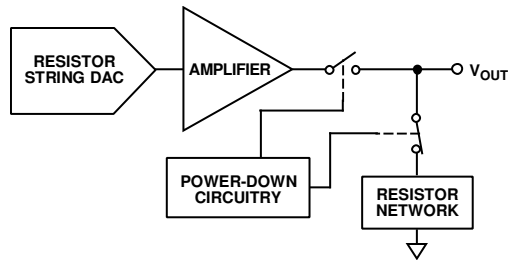 RESISTOR
STRING DAC
AMPLIFIER
VOUT
POWER-DOWN
CIRCUITRY
RESISTOR
NETWORK